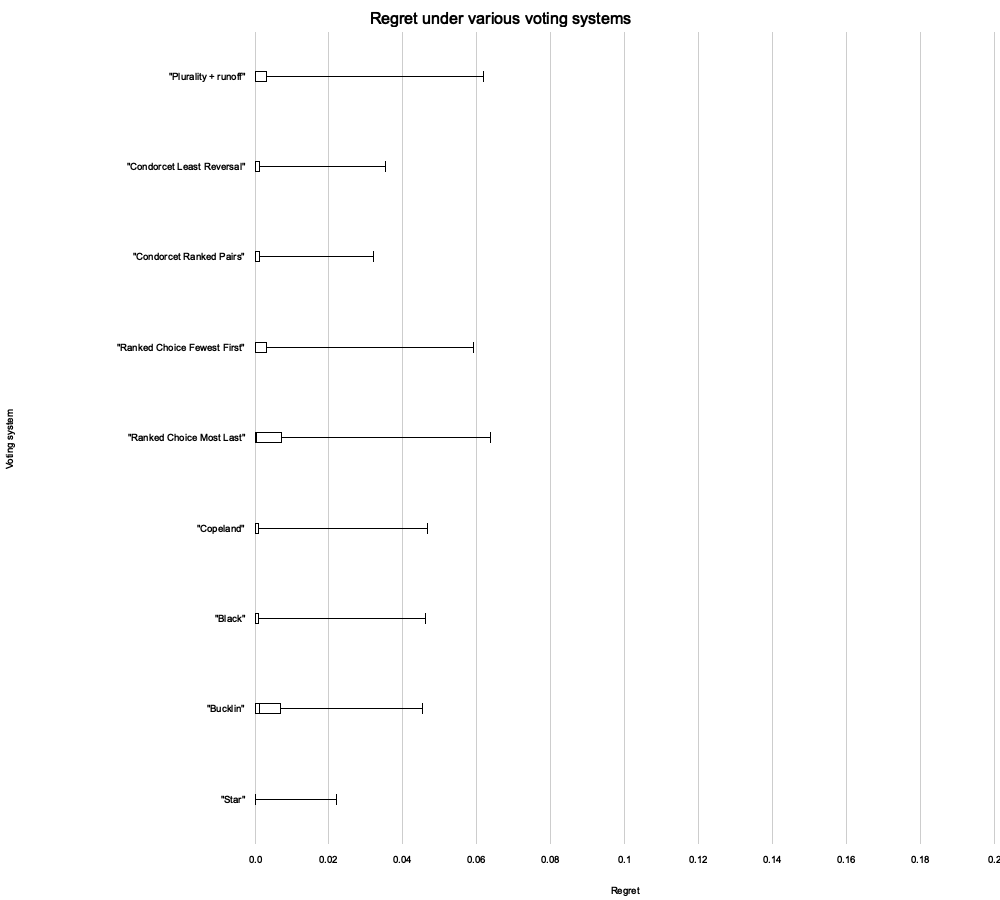 Regret under various voting systems
"Plurality + runoff"
"Condorcet Least Reversal"
"Condorcet Ranked Pairs"
"Ranked Choice Fewest First"
"Ranked Choice Most Last"
"Copeland"
"Black"
"Bucklin"
"Star"
Voting system
0.0 0.02 0.04 0.06 0.08 0.1 0.12 0.14 0.16 0.18 0.2
Regret